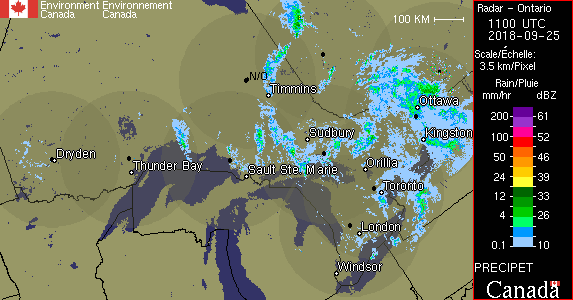 Environment Environnement
Canada Canada
100 KM
N/O
Timmins
Ottawa
Sudbury
Kingston
Dryden
Thunder Bay
Sault Ste. Marie
Orillia
Toronto
London
Windsor
Radar - Ontario
1100 UTC
2018-09-25
Scale/Échelle:
3.5 km/Pixel
Rain/Pluie
mm/hr dBZ
200 61
100 56
50 52
50 46
24 39
12 33
4 26
0.1 10
PRECIPET
Canada